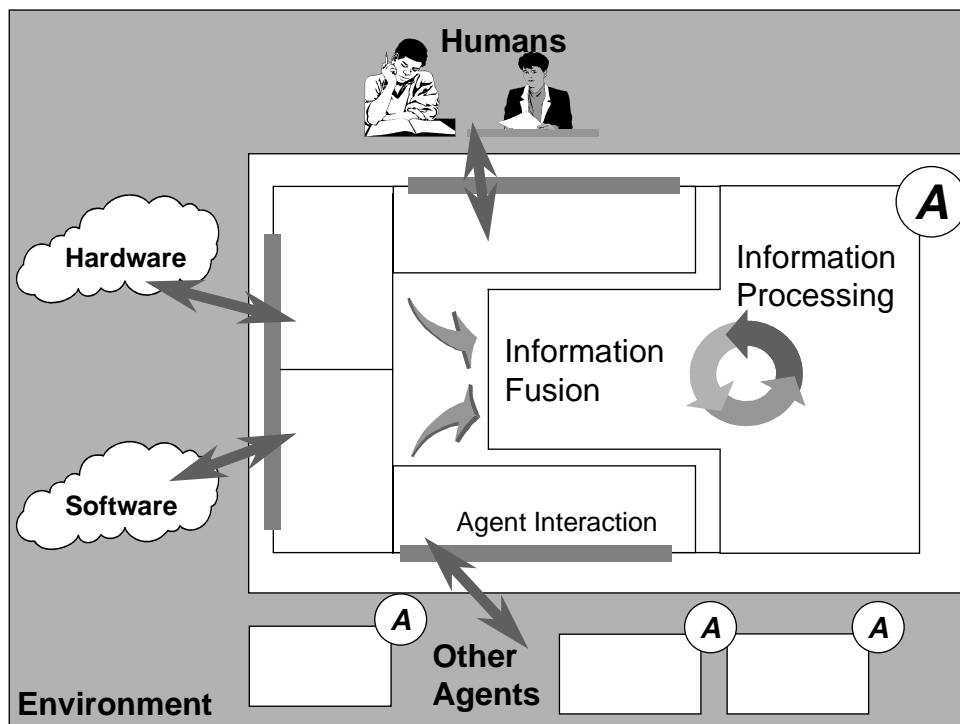 Humans
A
Hardware
Information
Processing
Information
Fusion
Software
Agent Interaction
A
A
A
Other
Agents
Environment